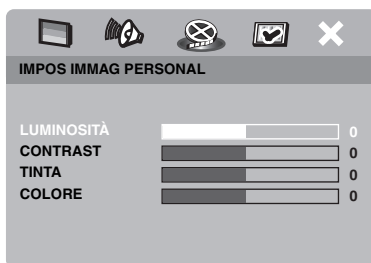 IMPOS IMMAG PERSONAL
LUMINOSITÀ 0
CONTRAST 0
TINTA 0
COLORE 0